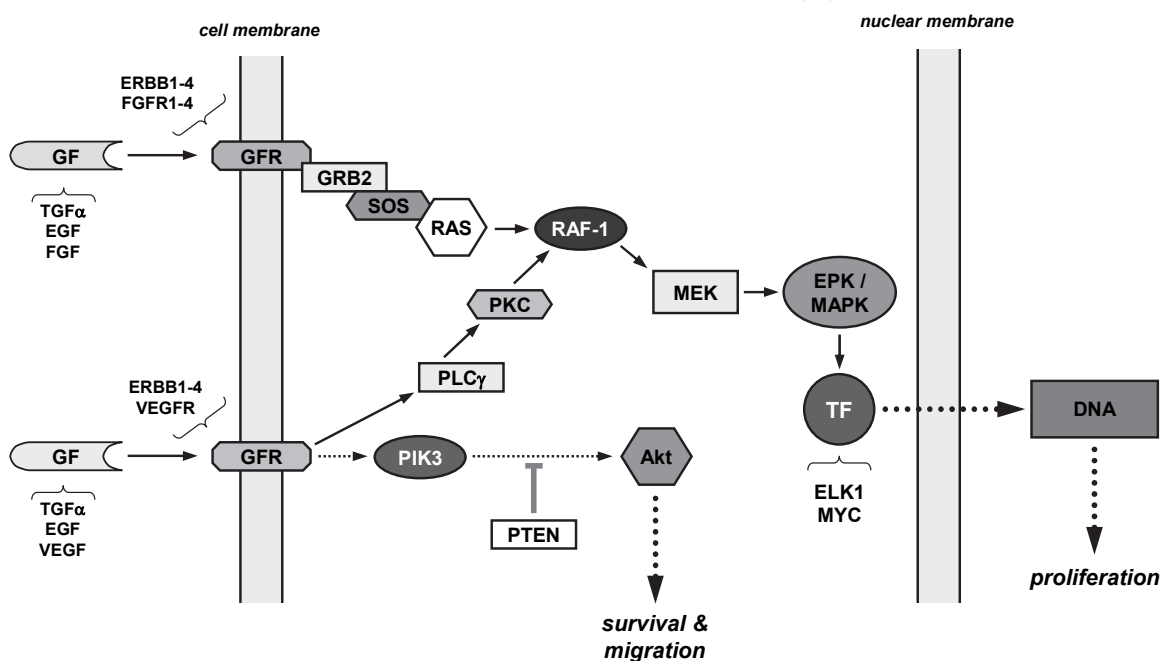 cell membrane
nuclear membrane
ERBB1-4
FGFR1-4
GF
GFR
GRB2
SOS
RAS
RAF-1
TGFα
EGF
FGF
PKC
MEK
EPK /
MAPK
PLCγ
ERBB1-4
VEGFR
TF
DNA
GF
GFR
PIK3
Akt
TGFα
EGF
VEGF
PTEN
ELK1
MYC
proliferation
survival &
migration